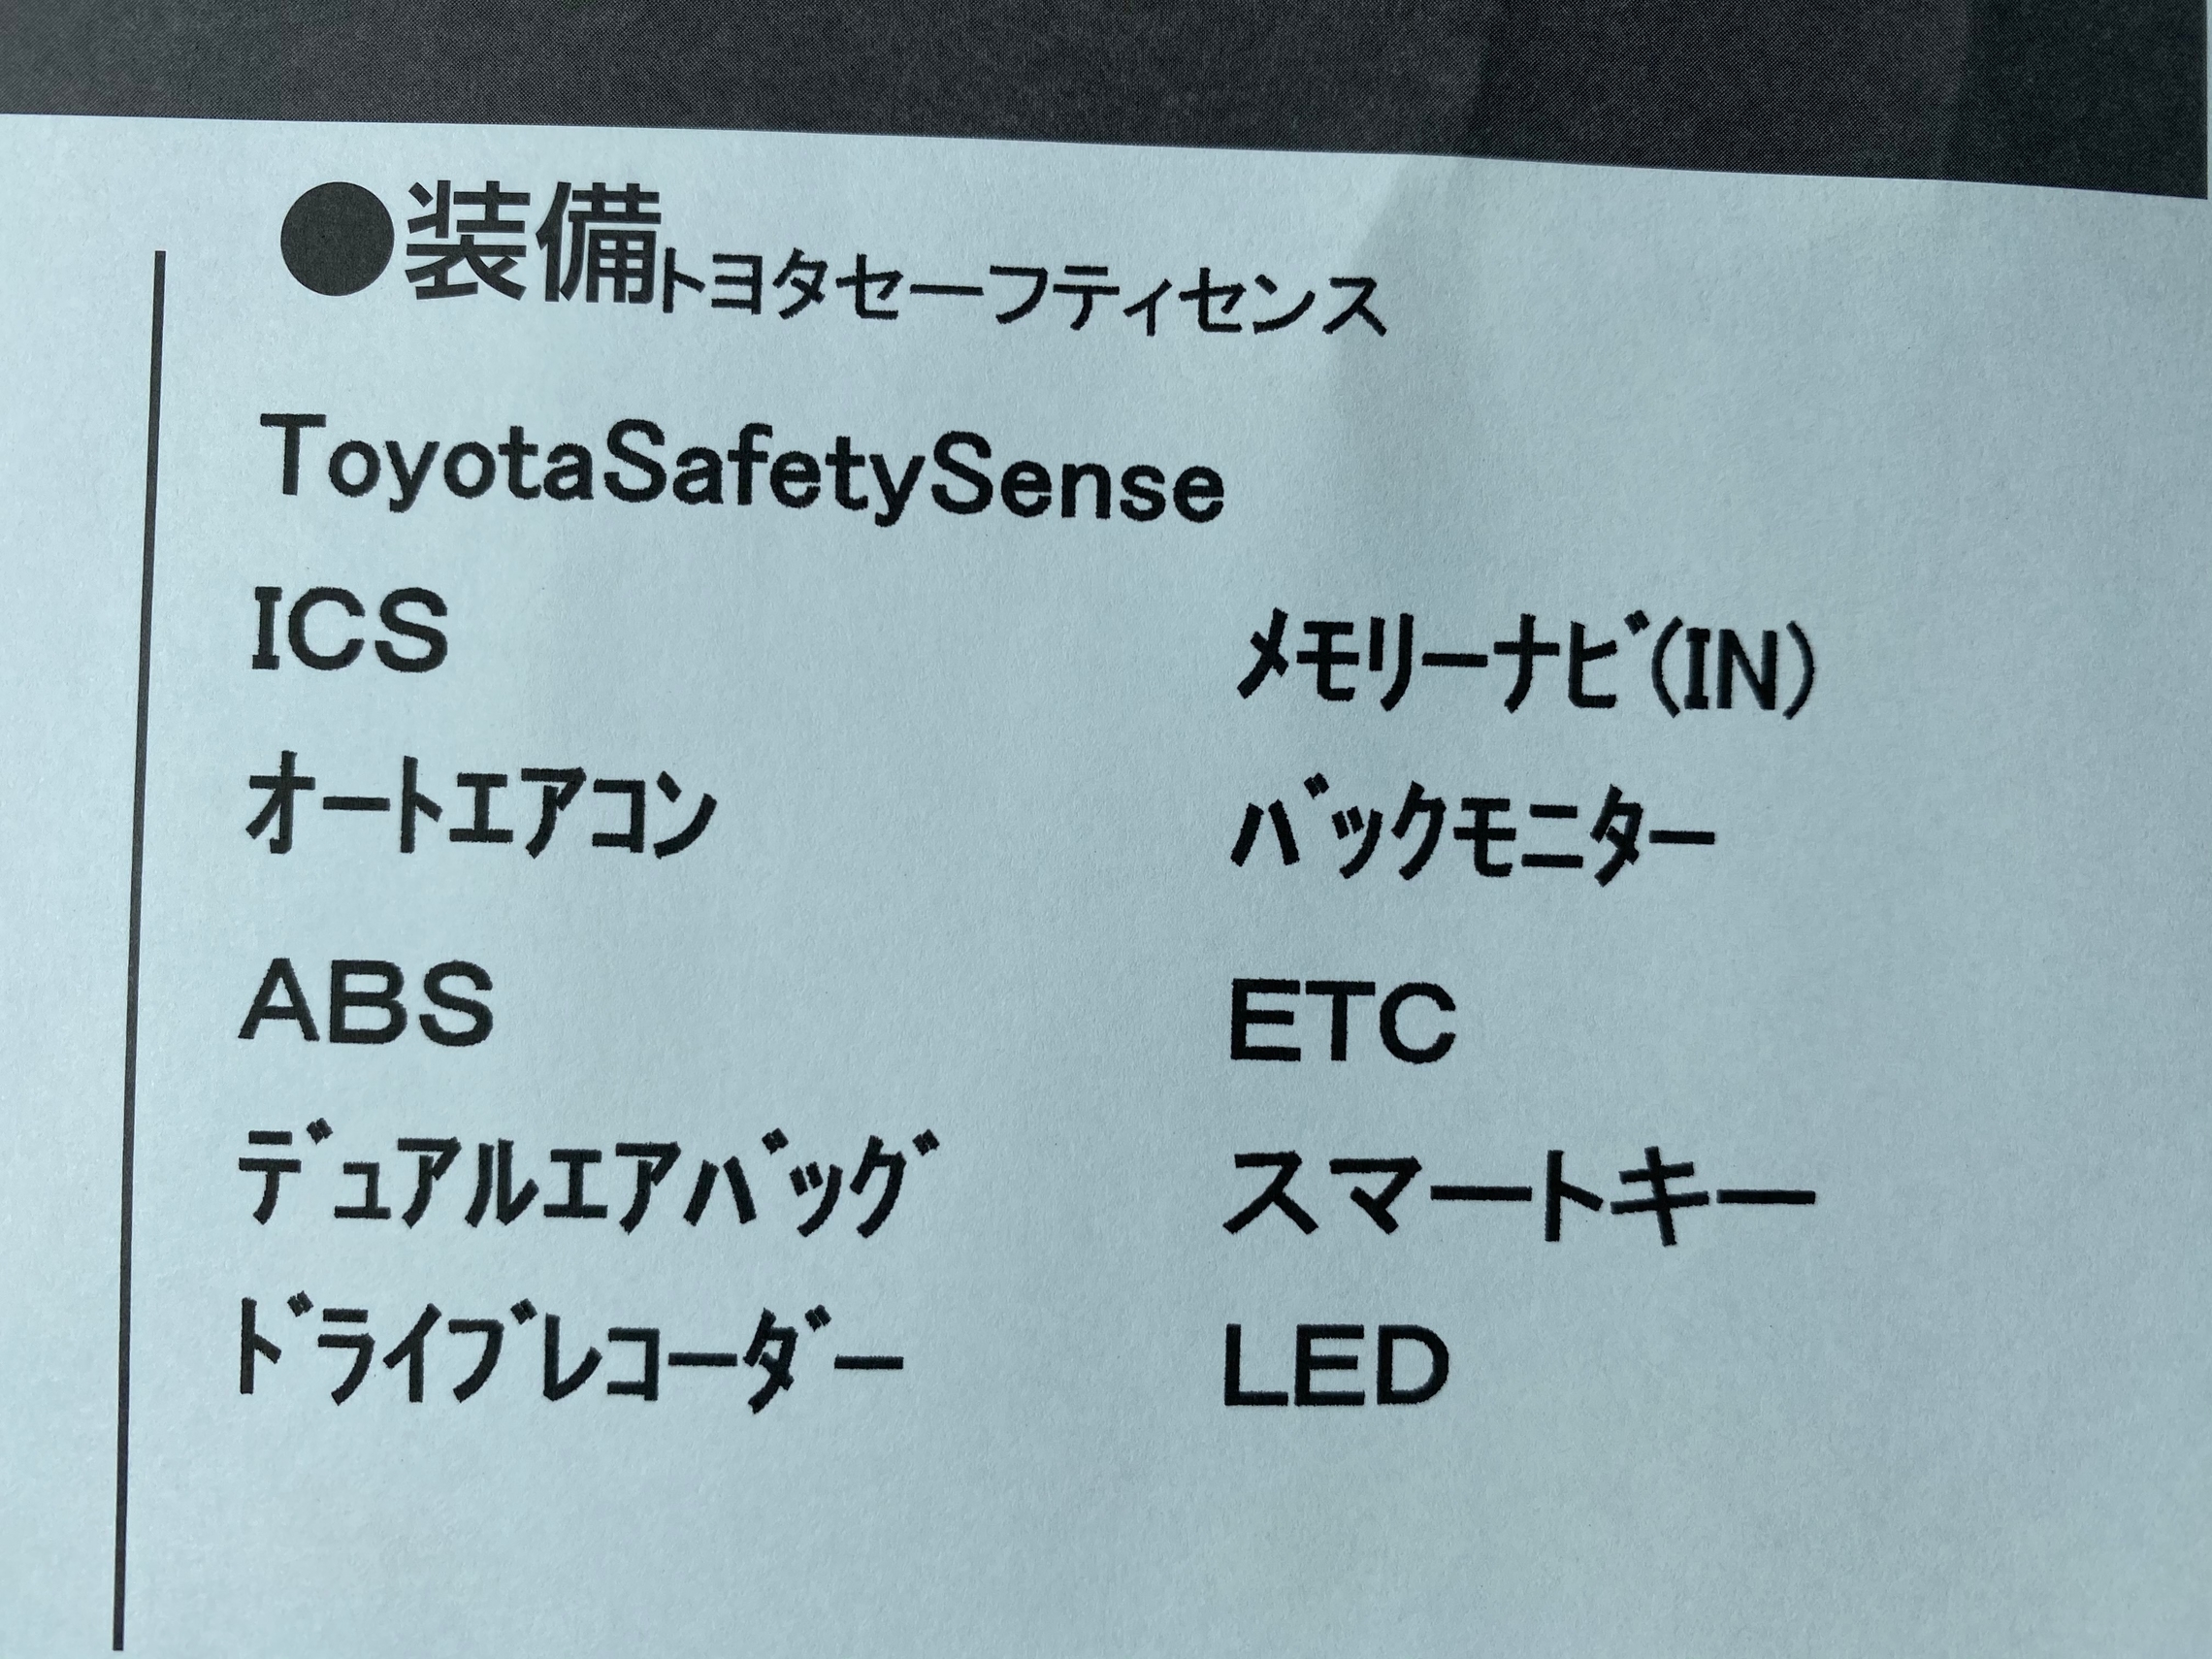 ●装備トヨタセーフティセンス
ToyotaSafetySense
ICS ﾒﾓﾘｰﾅﾋﾞ(IN)
ｵｰﾄｴｱｺﾝ ﾊﾞｯｸﾓﾆﾀｰ
ABS ETC
ﾃﾞｭｱﾙｴｱﾊﾞｯｸﾞ スマートキー
ﾄﾞﾗｲﾌﾞﾚｺｰﾀﾞｰ LED